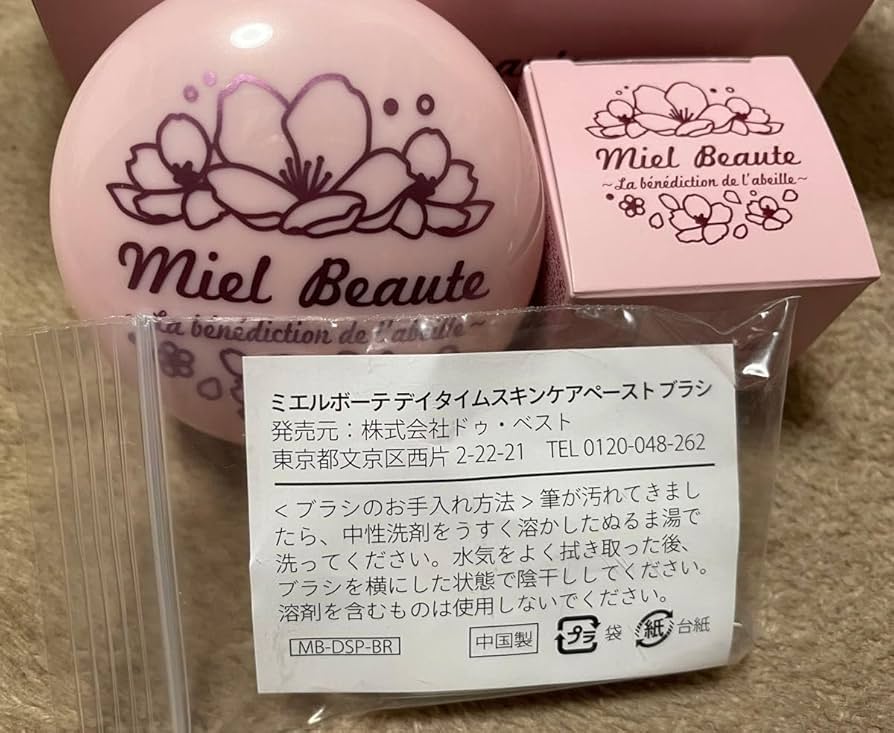 Miel Beaute
~La bénédiction de l'abeille~
Miel Beaute
~La bénédiction de l'abeille~
ミエルボーテ デイタイムスキンケアペースト ブラシ
発売元：株式会社ドゥ・ベスト
東京都文京区西片 2-22-21 TEL 0120-048-262
＜ブラシのお手入れ方法＞筆が汚れてきまし
たら、中性洗剤をうすく溶かしたぬるま湯で
洗ってください。水気をよく拭き取った後、
ブラシを横にした状態で陰干ししてください。
溶剤を含むものは使用しないでください。
MB-DSP-BR 中国製 プラ 袋 紙 台紙